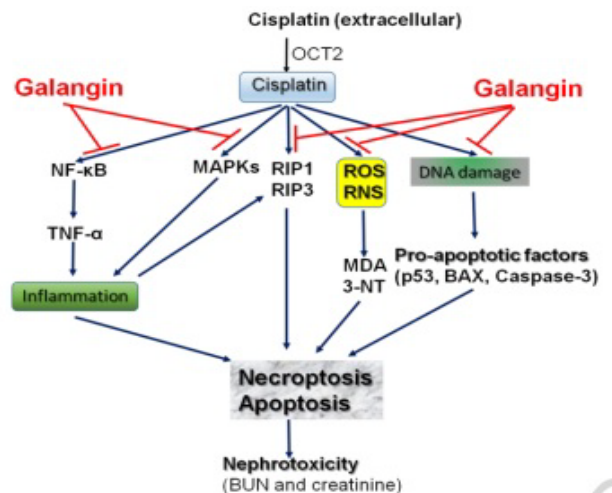 Cisplatin (extracellular)
OCT2
Galangin
Cisplatin
Galangin
NF-κB
MAPKs
RIP1
RIP3
ROS
RNS
DNA damage
TNF-α
Inflammation
MDA
3-NT
Pro-apoptotic factors
(p53, BAX, Caspase-3)
Necroptosis
Apoptosis
Nephrotoxicity
(BUN and creatinine)